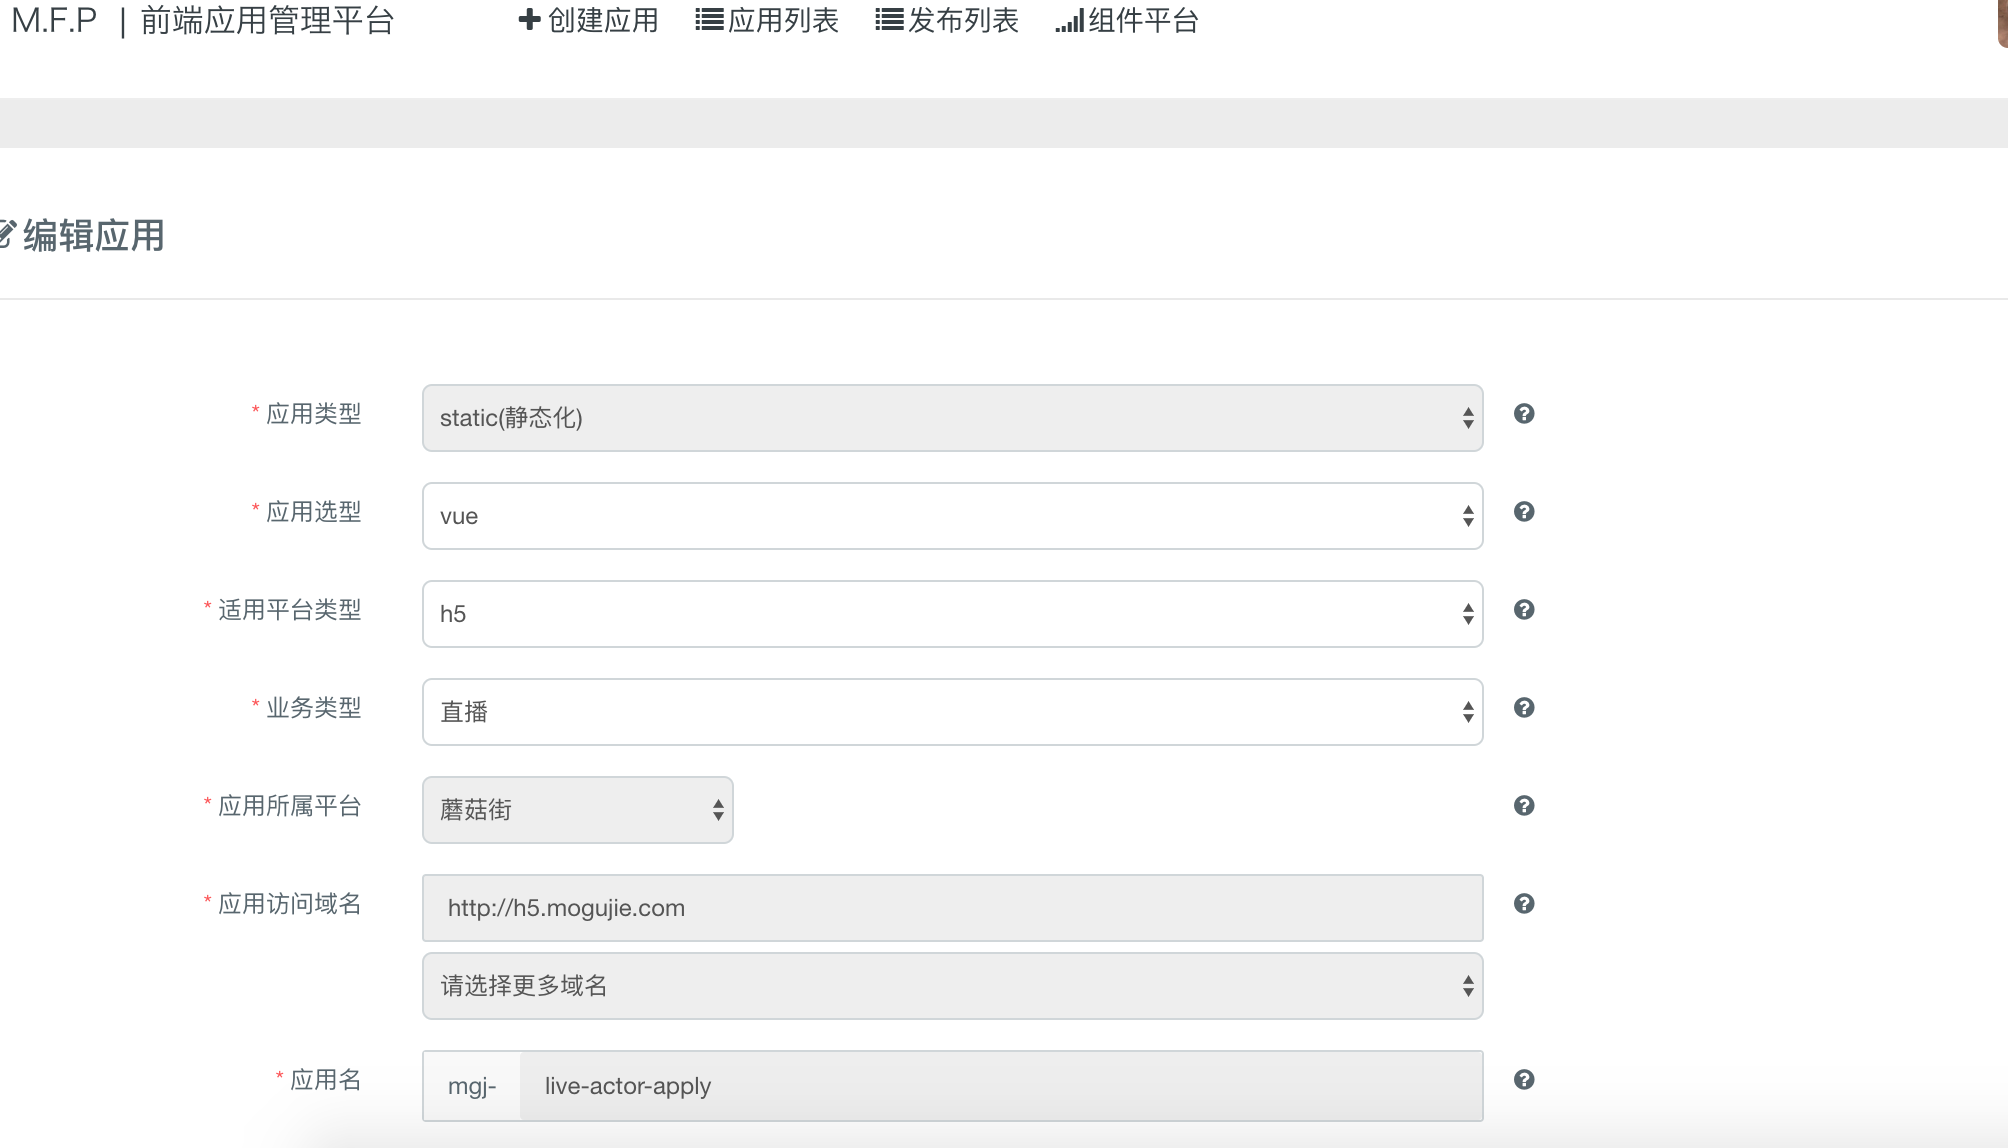 M.F.P | 前端应用管理平台 创建应用 应用列表 发布列表 组件平台
编辑应用
* 应用类型 static(静态化)
* 应用选型 vue
* 适用平台类型 h5
* 业务类型 直播
* 应用所属平台 蘑菇街
* 应用访问域名 http://h5.mogujie.com
请选择更多域名
* 应用名 mgj- live-actor-apply